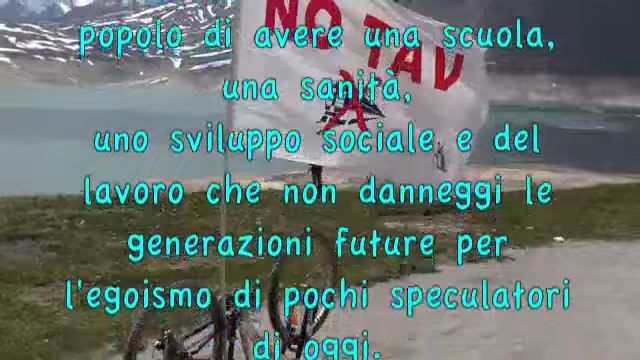 NO TAV
popolo di avere una scuola,
una sanità,
uno sviluppo sociale e del
lavoro che non danneggi le
generazioni future per
l'egoismo di pochi speculatori
di oggi.